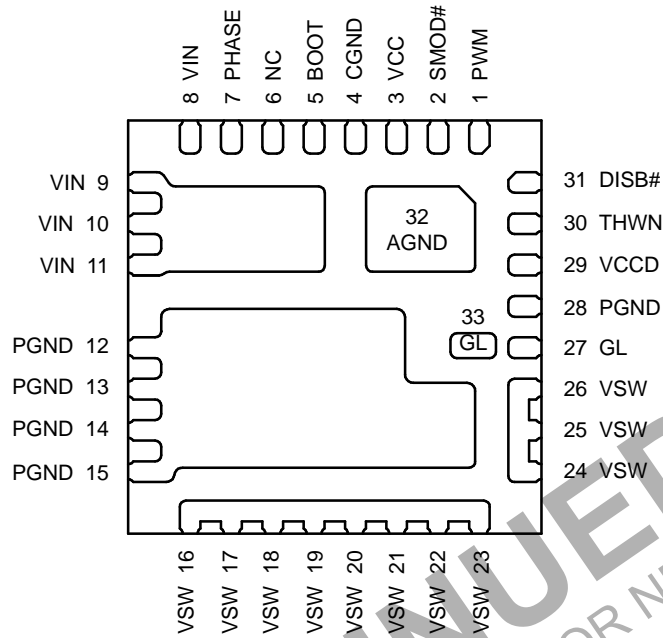 8 VIN
7 PHASE
6 NC
5 BOOT
4 CGND
3 VCC
2 SMOD#
1 PWM
VIN 9
VIN 10
VIN 11
PGND 12
PGND 13
PGND 14
PGND 15
32
AGND
33
GL
31 DISB#
30 THWN
29 VCCD
28 PGND
27 GL
26 VSW
25 VSW
24 VSW
VSW 16
VSW 17
VSW 18
VSW 19
VSW 20
VSW 21
VSW 22
VSW 23